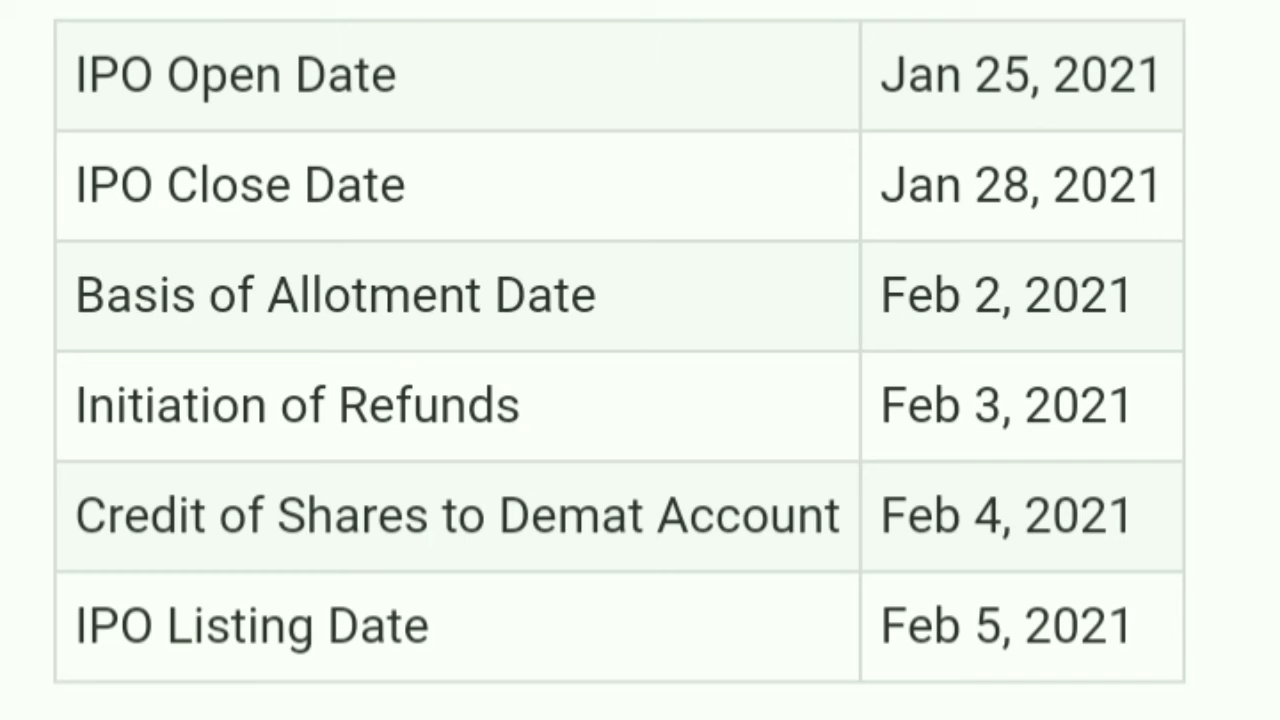 IPO Open Date Jan 25, 2021
IPO Close Date Jan 28, 2021
Basis of Allotment Date Feb 2, 2021
Initiation of Refunds Feb 3, 2021
Credit of Shares to Demat Account Feb 4, 2021
IPO Listing Date Feb 5, 2021